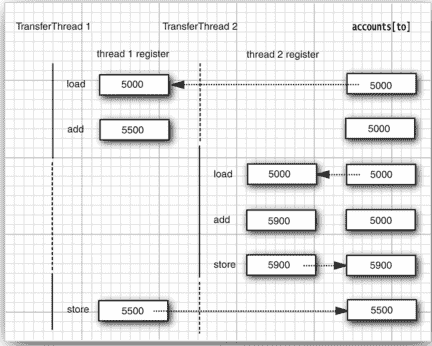 TransferThread 1 TransferThread 2 accounts[to]
thread 1 register thread 2 register
load 5000 5000
add 5500 5000
load 5000 5000
add 5900 5000
store 5900 5900
store 5500 5500